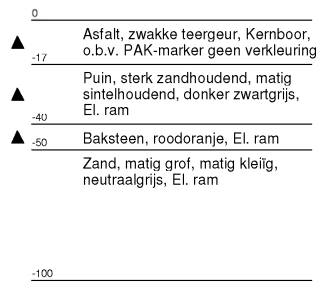 0
Asfalt, zwakke teergeur, Kernboor,
o.b.v. PAK-marker geen verkleuring
-17
Puin, sterk zandhoudend, matig
sintelhoudend, donker zwartgrijs,
El. ram
-40
Baksteen, roodoranje, El. ram
-50
Zand, matig grof, matig kleiïg,
neutraalgrijs, El. ram
-100